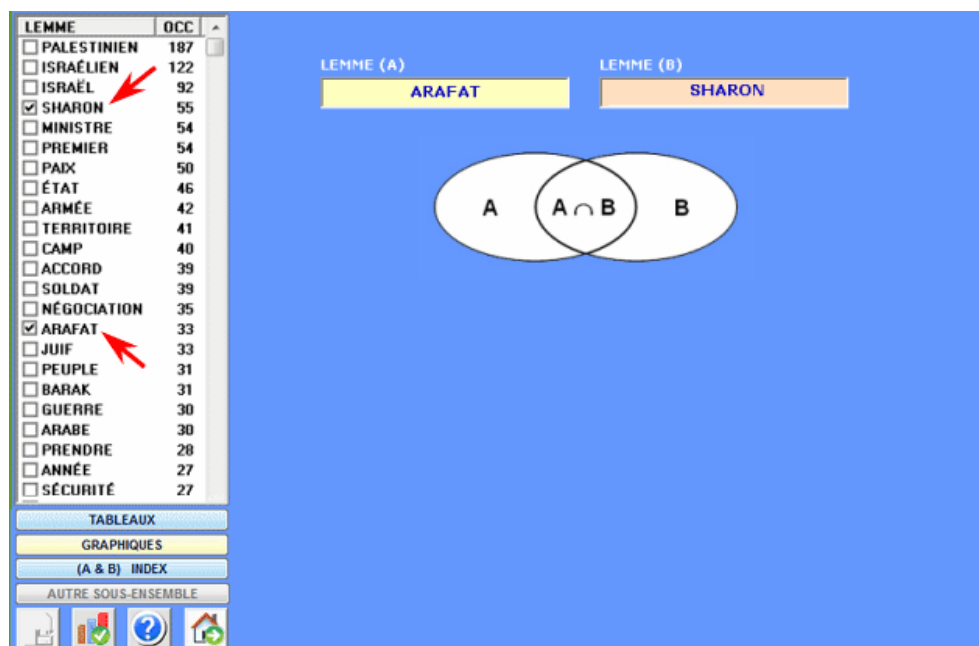 LEMME OCC
PALESTINIEN 187
ISRAÉLIEN 122
ISRAËL 92
SHARON 55
MINISTRE 54
PREMIER 54
PAIX 50
ÉTAT 46
ARMÉE 42
TERRITOIRE 41
CAMP 40
ACCORD 39
SOLDAT 39
NÉGOCIATION 35
ARAFAT 33
JUIF 33
PEUPLE 31
BARAK 31
GUERRE 30
ARABE 30
PRENDRE 28
ANNÉE 27
SÉCURITÉ 27
TABLEAUX
GRAPHIQUES
(A & B) INDEX
AUTRE SOUS-ENSEMBLE
LEMME (A) LEMME (B)
ARAFAT SHARON
A A ∩ B B